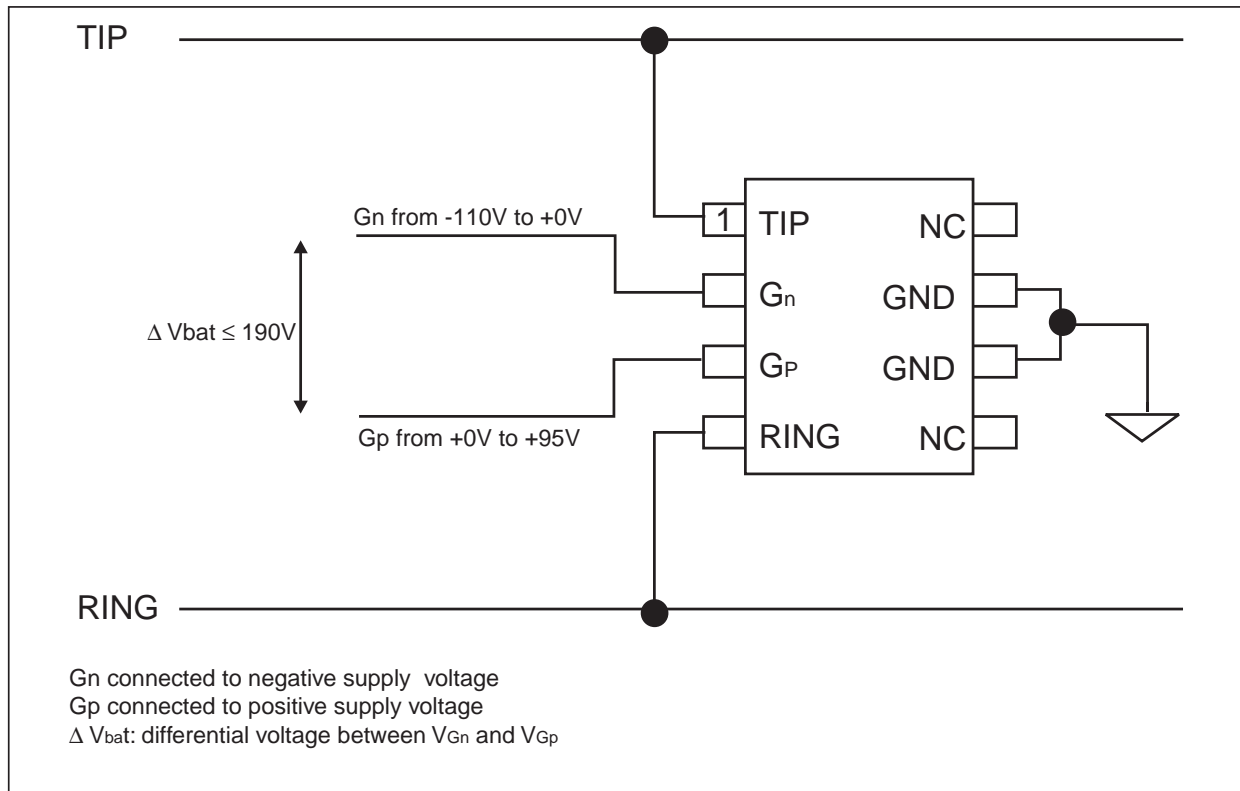 TIP
Gn from -110V to +0V
1 TIP NC
Gn GND
Δ Vbat ≤ 190V
GP GND
Gp from +0V to +95V
RING NC
RING
Gn connected to negative supply voltage
Gp connected to positive supply voltage
Δ Vbat: differential voltage between VGn and VGp